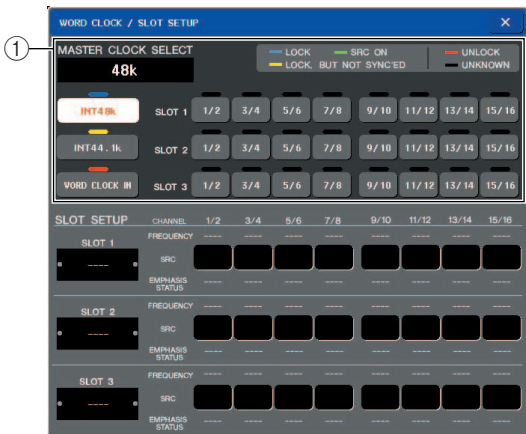 WORD CLOCK / SLOT SETUP ×
1
MASTER CLOCK SELECT
48k
LOCK SRC ON UNLOCK
LOCK, BUT NOT SYNC'ED UNKNOWN
INT48k SLOT 1 1/2 3/4 5/6 7/8 9/10 11/12 13/14 15/16
INT44.1k SLOT 2 1/2 3/4 5/6 7/8 9/10 11/12 13/14 15/16
WORD CLOCK IN SLOT 3 1/2 3/4 5/6 7/8 9/10 11/12 13/14 15/16
SLOT SETUP CHANNEL 1/2 3/4 5/6 7/8 9/10 11/12 13/14 15/16
SLOT 1 FREQUENCY ---- ---- ---- ---- ---- ---- ---- ----
---- SRC
EMPHASIS STATUS ---- ---- ---- ---- ---- ---- ---- ----
SLOT 2 FREQUENCY ---- ---- ---- ---- ---- ---- ---- ----
---- SRC
EMPHASIS STATUS ---- ---- ---- ---- ---- ---- ---- ----
SLOT 3 FREQUENCY ---- ---- ---- ---- ---- ---- ---- ----
---- SRC
EMPHASIS STATUS ---- ---- ---- ---- ---- ---- ---- ----